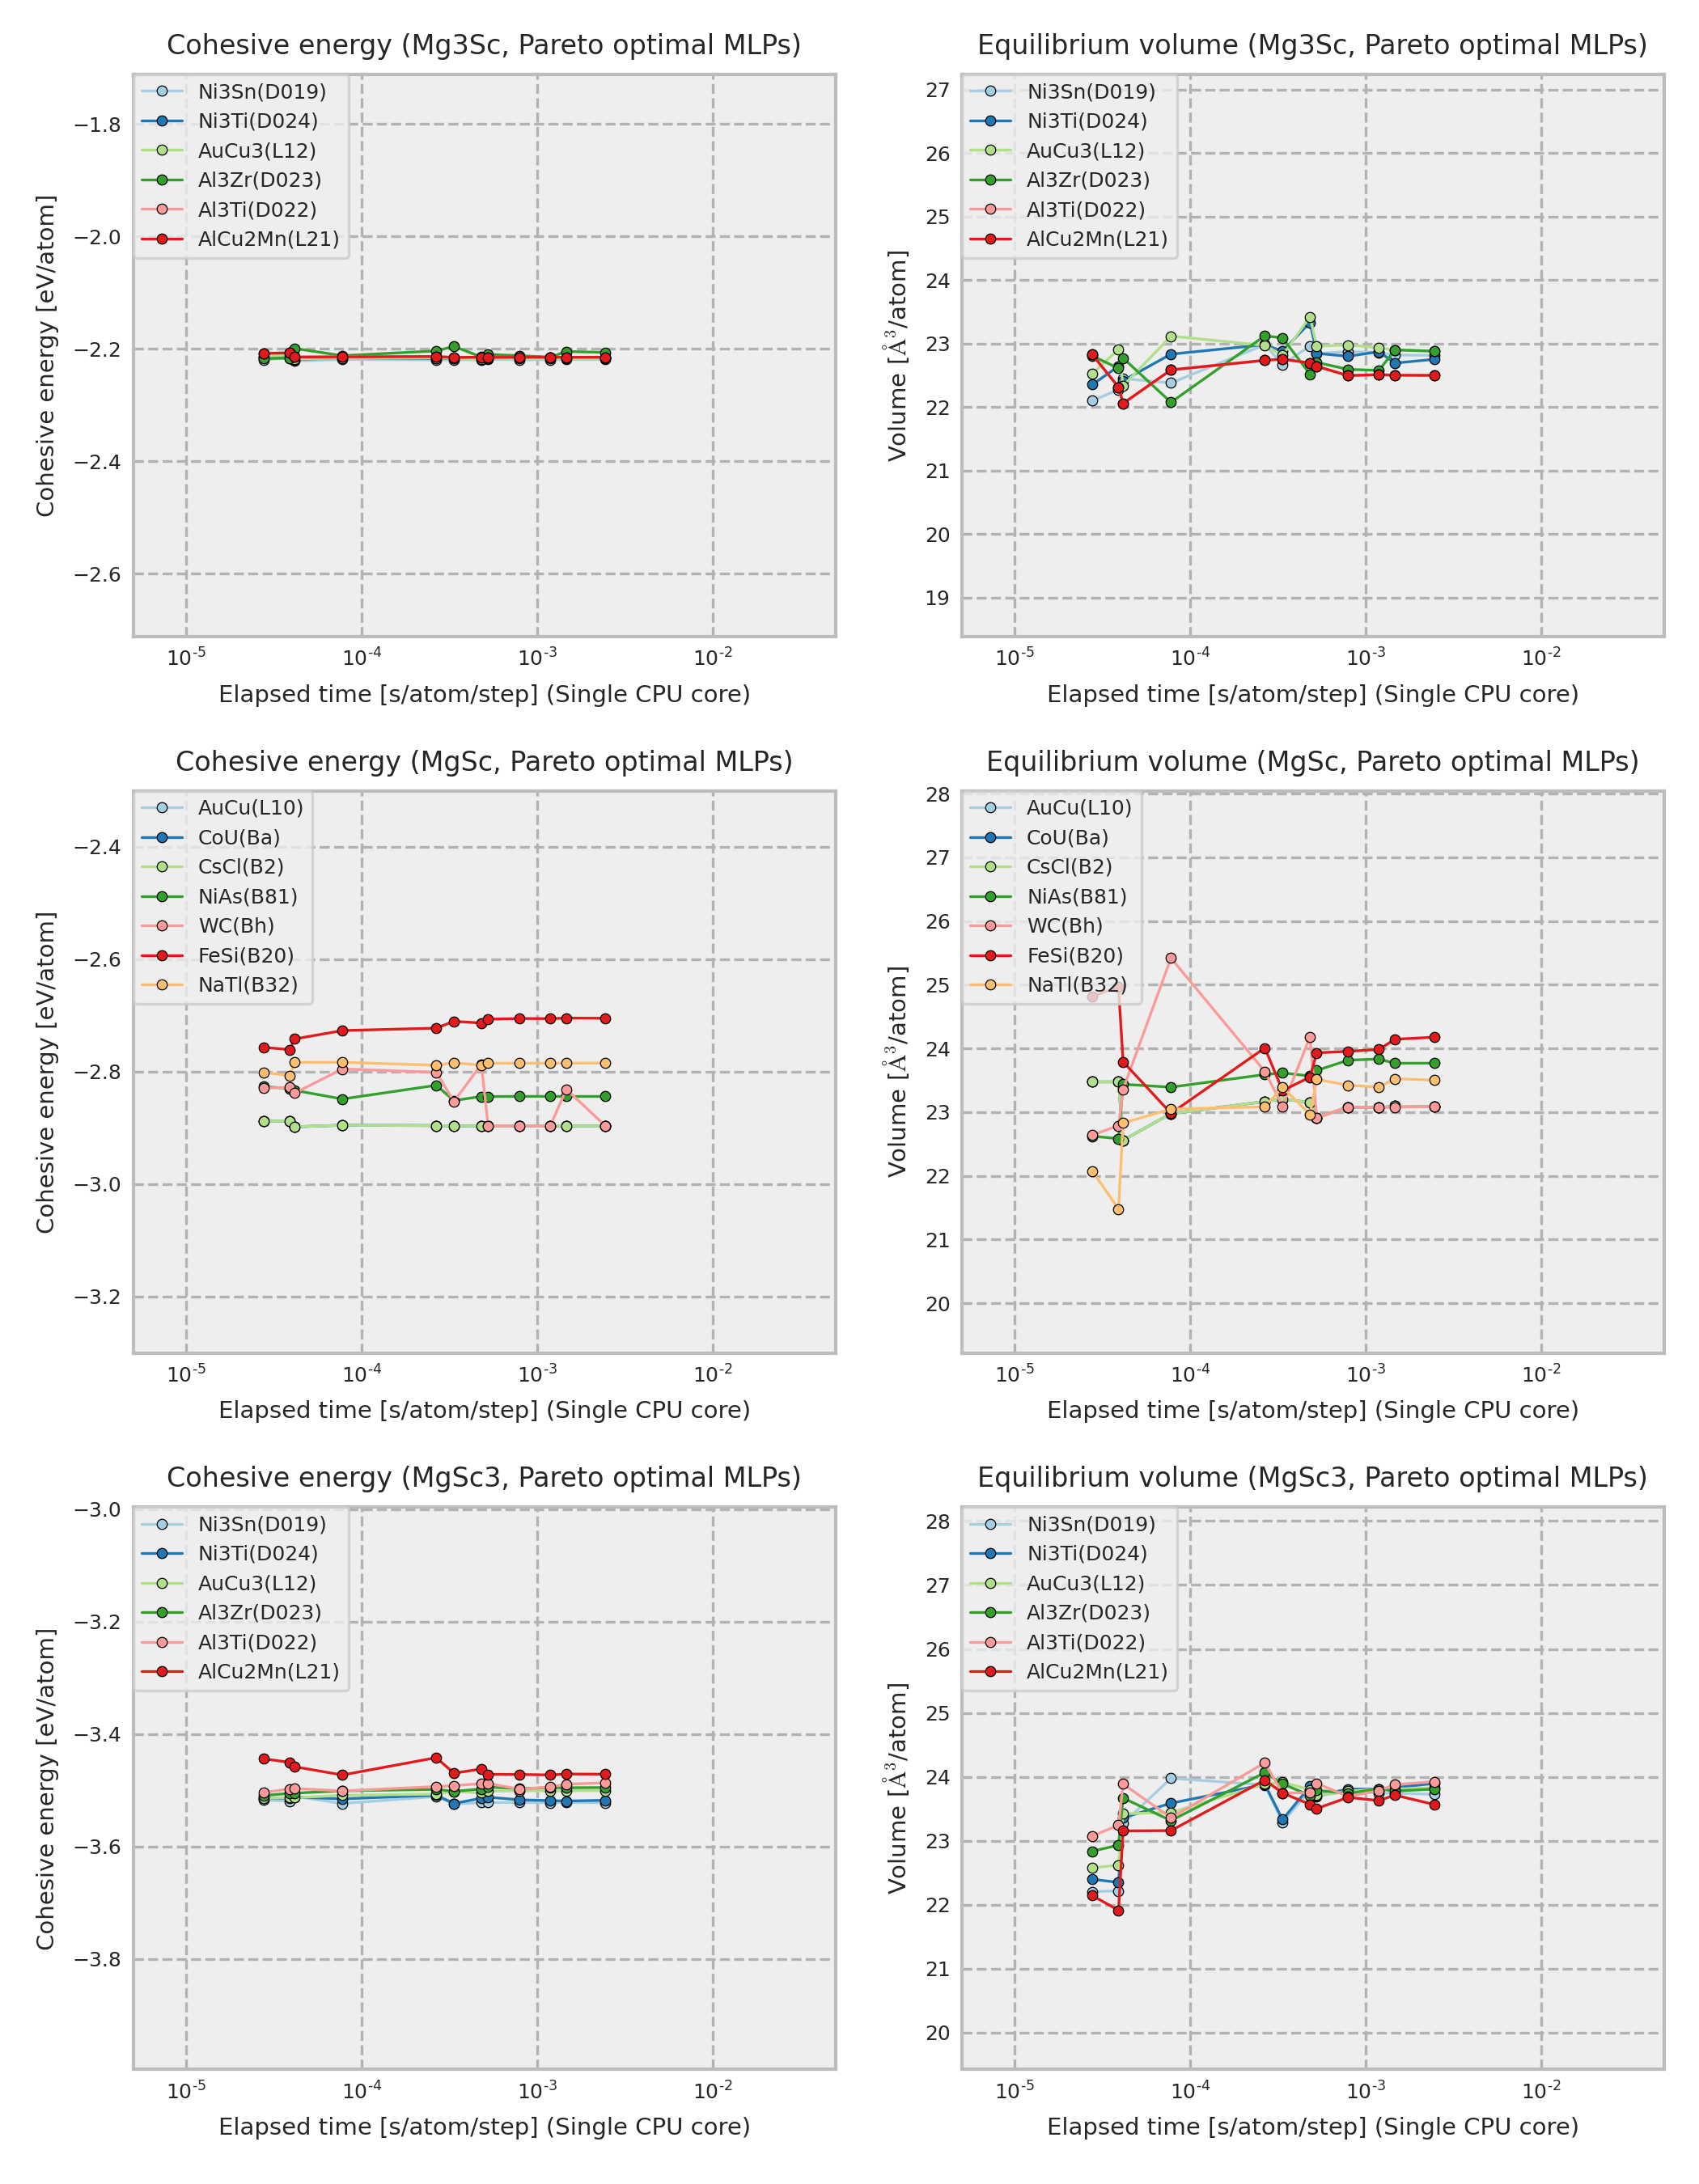 Cohesive energy (Mg3Sc, Pareto optimal MLPs)
Cohesive energy [eV/atom]
−1.8
−2.0
−2.2
−2.4
−2.6
Ni3Sn(D019)
Ni3Ti(D024)
AuCu3(L12)
Al3Zr(D023)
Al3Ti(D022)
AlCu2Mn(L21)
10-5 10-4 10-3 10-2
Elapsed time [s/atom/step] (Single CPU core)
Equilibrium volume (Mg3Sc, Pareto optimal MLPs)
Volume [Å3/atom]
27
26
25
24
23
22
21
20
19
Ni3Sn(D019)
Ni3Ti(D024)
AuCu3(L12)
Al3Zr(D023)
Al3Ti(D022)
AlCu2Mn(L21)
10-5 10-4 10-3 10-2
Elapsed time [s/atom/step] (Single CPU core)
Cohesive energy (MgSc, Pareto optimal MLPs)
Cohesive energy [eV/atom]
−2.4
−2.6
−2.8
−3.0
−3.2
AuCu(L10)
CoU(Ba)
CsCl(B2)
NiAs(B81)
WC(Bh)
FeSi(B20)
NaTl(B32)
10-5 10-4 10-3 10-2
Elapsed time [s/atom/step] (Single CPU core)
Equilibrium volume (MgSc, Pareto optimal MLPs)
Volume [Å3/atom]
28
27
26
25
24
23
22
21
20
AuCu(L10)
CoU(Ba)
CsCl(B2)
NiAs(B81)
WC(Bh)
FeSi(B20)
NaTl(B32)
10-5 10-4 10-3 10-2
Elapsed time [s/atom/step] (Single CPU core)
Cohesive energy (MgSc3, Pareto optimal MLPs)
Cohesive energy [eV/atom]
−3.0
−3.2
−3.4
−3.6
−3.8
Ni3Sn(D019)
Ni3Ti(D024)
AuCu3(L12)
Al3Zr(D023)
Al3Ti(D022)
AlCu2Mn(L21)
10-5 10-4 10-3 10-2
Elapsed time [s/atom/step] (Single CPU core)
Equilibrium volume (MgSc3, Pareto optimal MLPs)
Volume [Å3/atom]
28
27
26
25
24
23
22
21
20
Ni3Sn(D019)
Ni3Ti(D024)
AuCu3(L12)
Al3Zr(D023)
Al3Ti(D022)
AlCu2Mn(L21)
10-5 10-4 10-3 10-2
Elapsed time [s/atom/step] (Single CPU core)